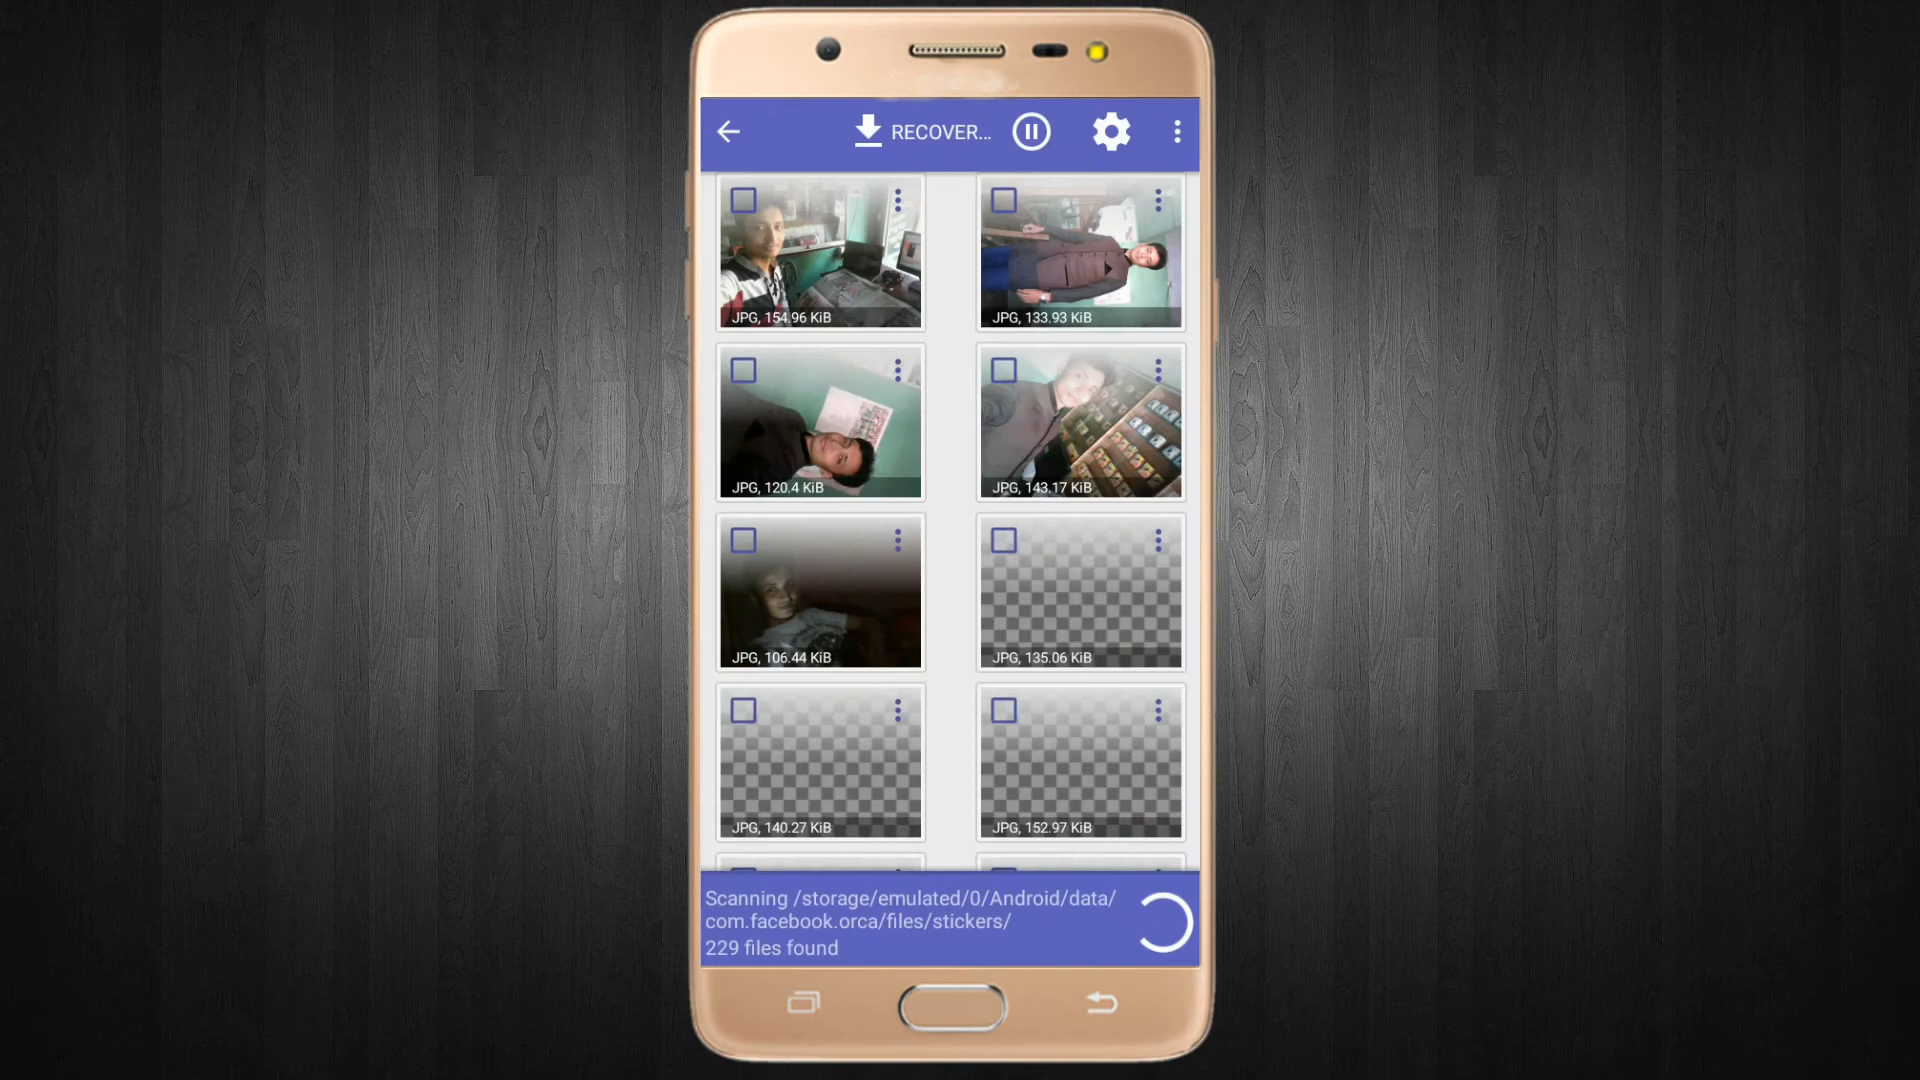 RECOVER...
JPG, 154.96 KiB
JPG, 133.93 KiB
JPG, 120.4 KiB
JPG, 143.17 KiB
JPG, 106.44 KiB
JPG, 135.06 KiB
JPG, 140.27 KiB
JPG, 152.97 KiB
Scanning /storage/emulated/0/Android/data/
com.facebook.orca/files/stickers/
229 files found